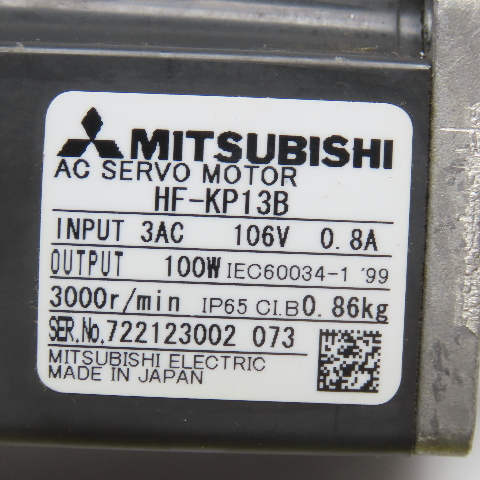 MITSUBISHI
AC SERVO MOTOR
HF-KP13B
INPUT 3AC 106V 0.8A
OUTPUT 100W IEC60034-1 '99
3000r/min IP65 CI.B 0.86kg
SER.No.722123002 073
MITSUBISHI ELECTRIC
MADE IN JAPAN